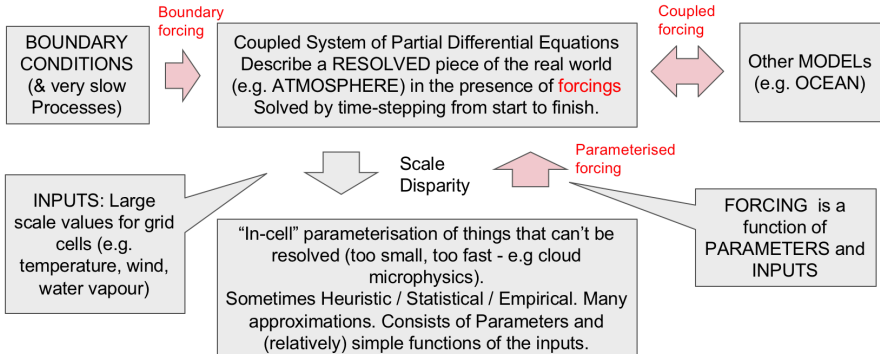 Boundary
forcing
Coupled
forcing
BOUNDARY
CONDITIONS
(& very slow
Processes)
Coupled System of Partial Differential Equations
Describe a RESOLVED piece of the real world
(e.g. ATMOSPHERE) in the presence of forcings
Solved by time-stepping from start to finish.
Other MODELs
(e.g. OCEAN)
Scale
Disparity
Parameterised
forcing
INPUTS: Large
scale values for grid
cells (e.g.
temperature, wind,
water vapour)
FORCING is a
function of
PARAMETERS and
INPUTS
“In-cell” parameterisation of things that can’t be
resolved (too small, too fast - e.g cloud
microphysics).
Sometimes Heuristic / Statistical / Empirical. Many
approximations. Consists of Parameters and
(relatively) simple functions of the inputs.